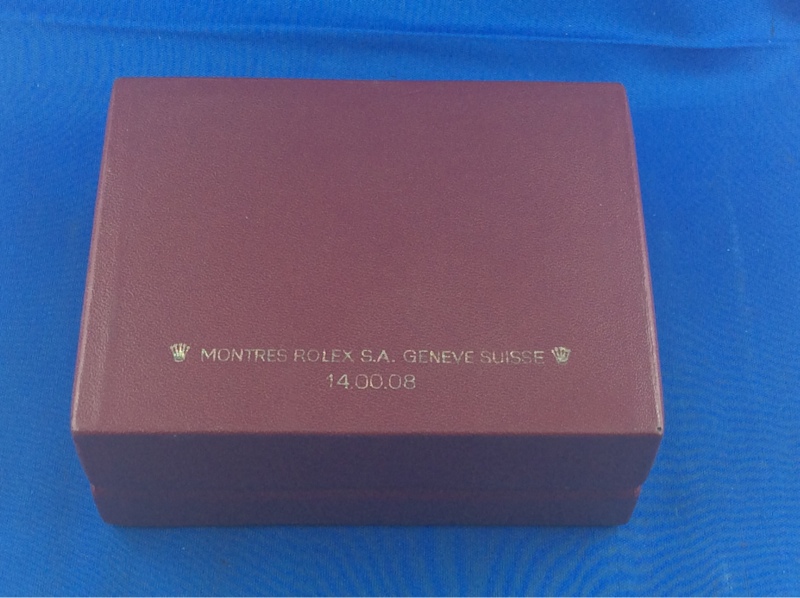 MONTRES ROLEX S.A. GENEVE SUISSE
14.00.08